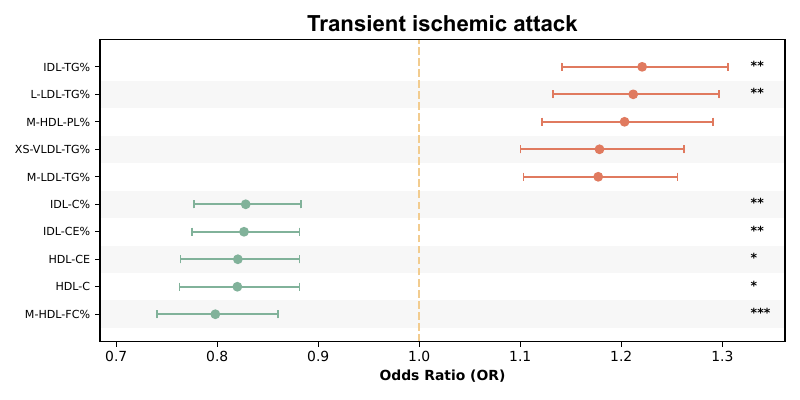 Transient ischemic attack
IDL-TG% **
L-LDL-TG% **
M-HDL-PL%
XS-VLDL-TG%
M-LDL-TG%
IDL-C% **
IDL-CE% **
HDL-CE *
HDL-C *
M-HDL-FC% ***
0.7 0.8 0.9 1.0 1.1 1.2 1.3
Odds Ratio (OR)